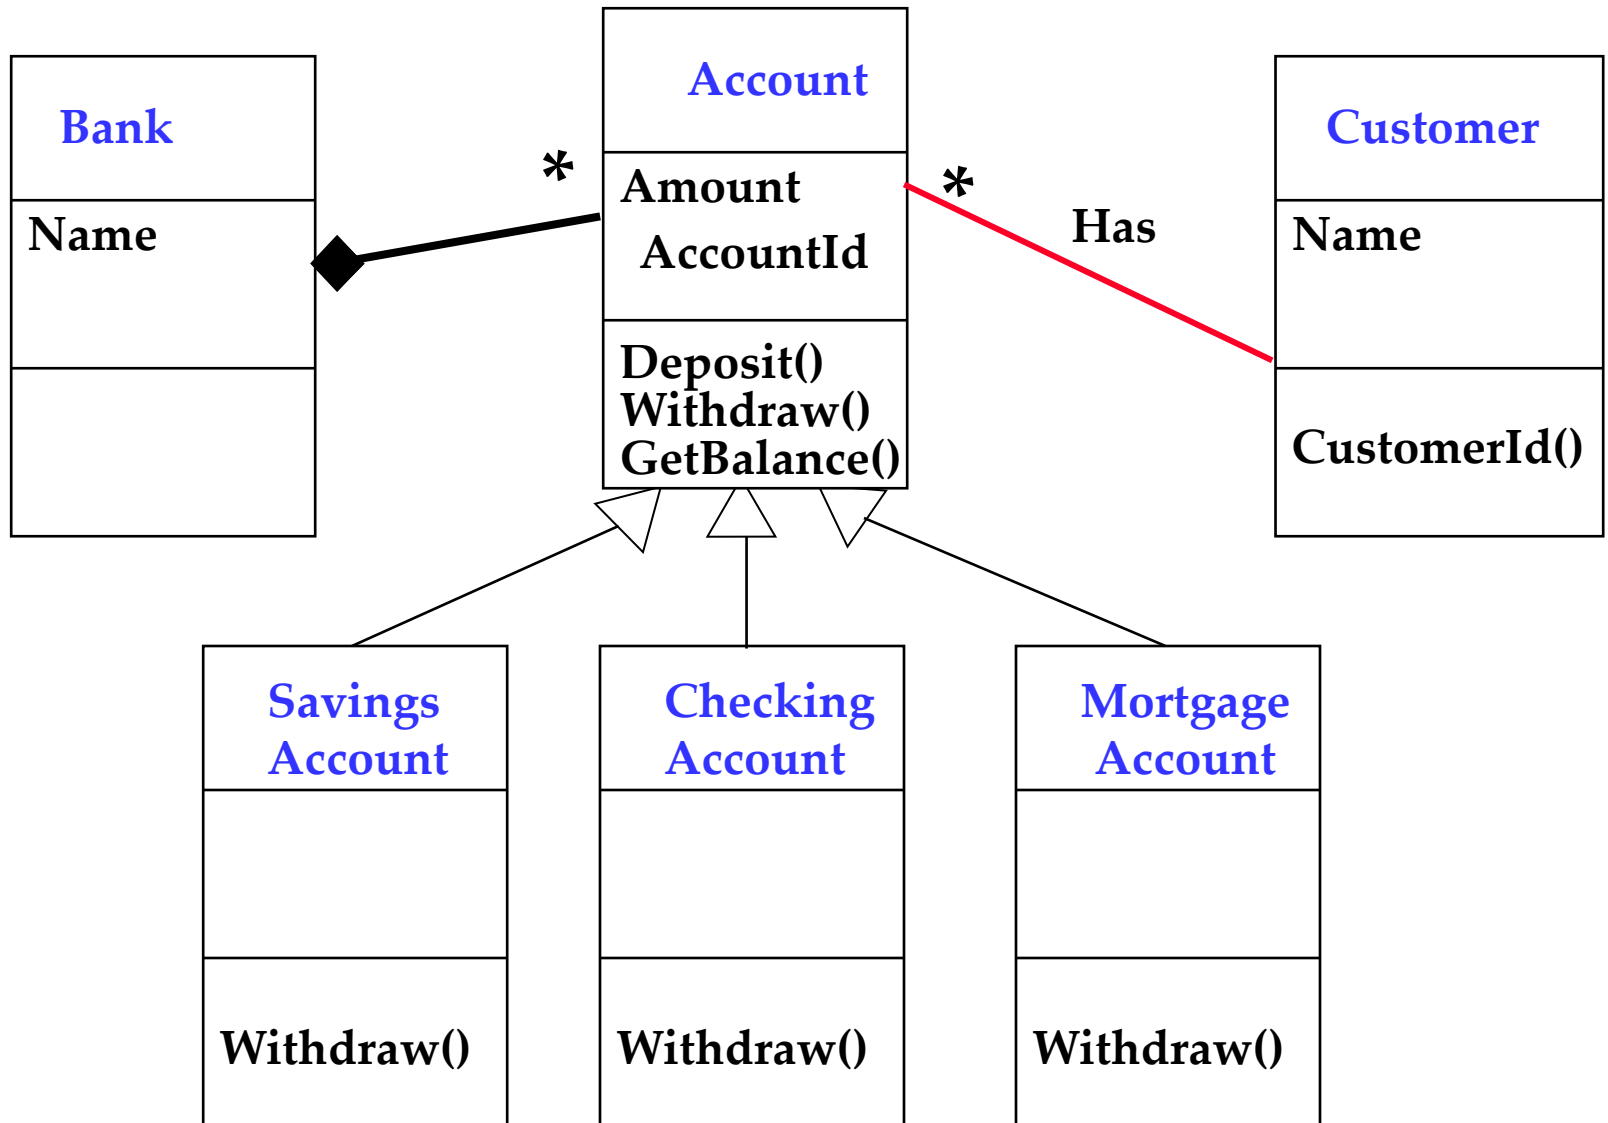 Bank
Name
*
Account
Amount
AccountId
Deposit()
Withdraw()
GetBalance()
*
Has
Customer
Name
CustomerId()
Savings
Account
Withdraw()
Checking
Account
Withdraw()
Mortgage
Account
Withdraw()